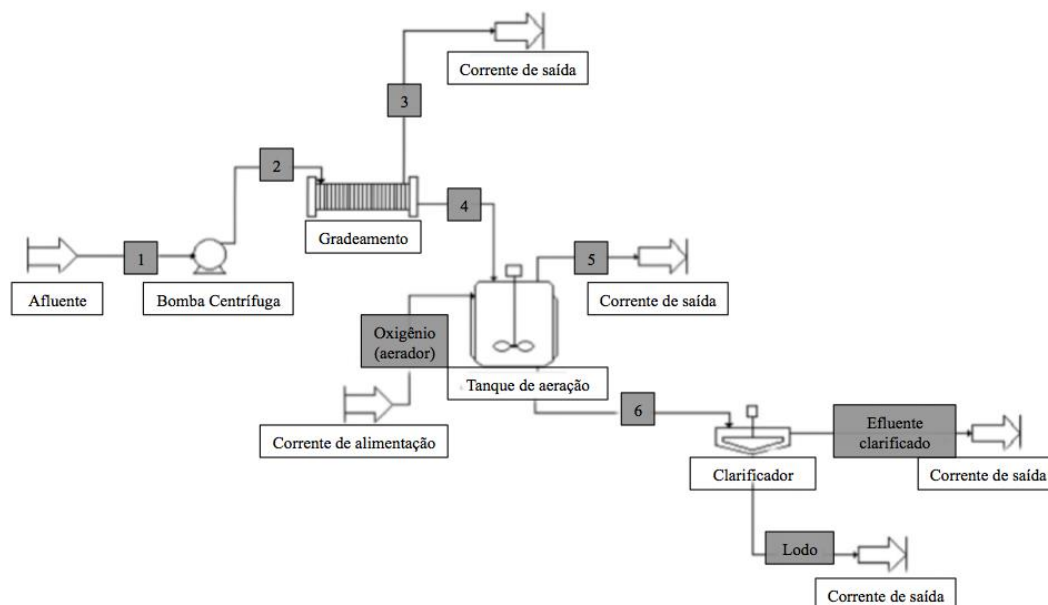 Corrente de saída
3
2
4
Gradeamento
1
5
Afluente
Bomba Centrífuga
Corrente de saída
Oxigênio
(aerador)
Tanque de aeração
6
Corrente de alimentação
Efluente
clarificado
Clarificador
Corrente de saída
Lodo
Corrente de saída